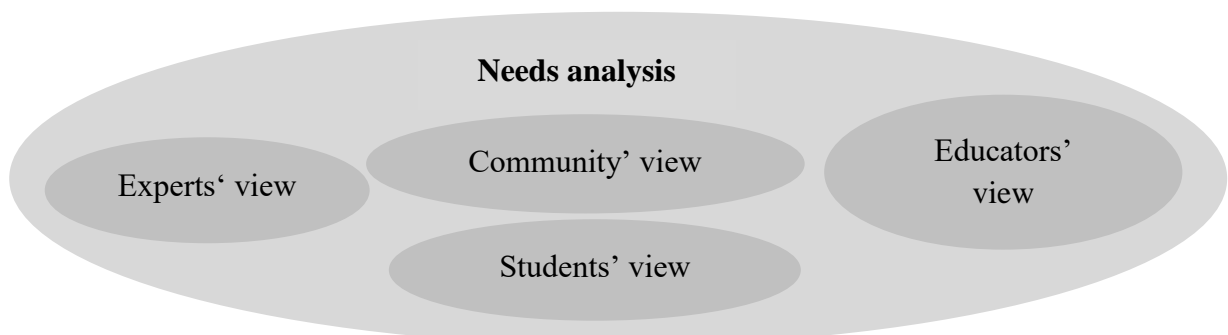 Needs analysis
Experts‘ view
Community’ view
Students’ view
Educators’
view